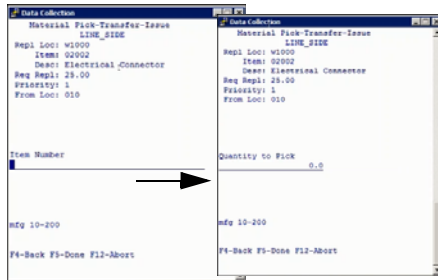 Data Collection
Material Pick-Transfer-Issue
LINE_SIDE
Repl Loc: W1000
Item: 02002
Desc: Electrical Connector
Req Repl: 25.00
Priority: 1
From Loc: 010
Item Number
mfg 10-200
F4-Back F5-Done F12-Abort
Data Collection
Material Pick-Transfer-Issue
LINE_SIDE
Repl Loc: W1000
Item: 02002
Desc: Electrical Connector
Req Repl: 25.00
Priority: 1
From Loc: 010
Quantity to Pick
0.0
mfg 10-200
F4-Back F5-Done F12-Abort